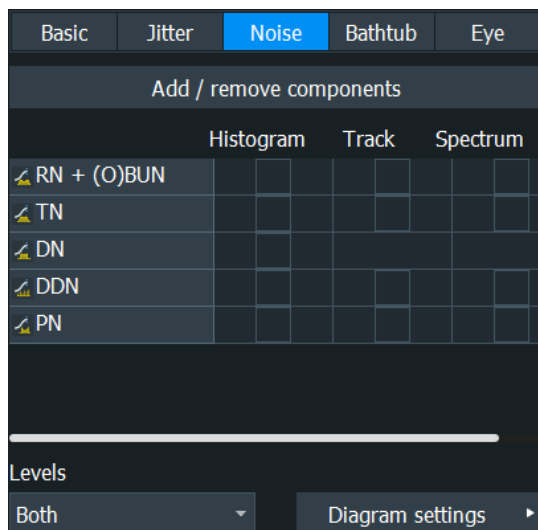 Basic Jitter Noise Bathtub Eye
Add / remove components
Histogram Track Spectrum
RN + (O)BUN
TN
DN
DDN
PN
Levels
Both Diagram settings